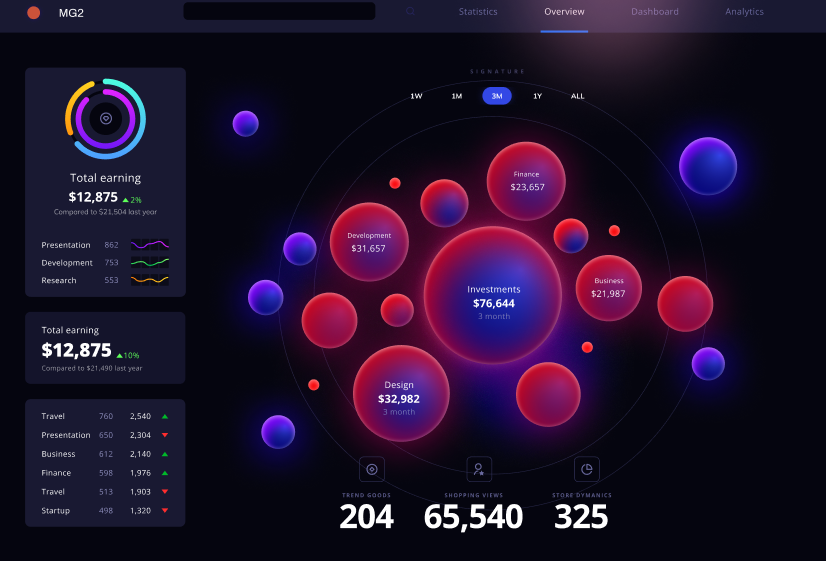 MG2
Statistics
Overview
Dashboard
Analytics
Total earning
$12,875 2%
Compared to $21,504 last year
Presentation 862
Development 753
Research 553
Total earning
$12,875 10%
Compared to $21,490 last year
Travel 760 2,540
Presentation 650 2,304
Business 612 2,140
Finance 598 1,976
Travel 513 1,903
Startup 498 1,320
SIGNATURE
1W 1M 3M 1Y ALL
Finance
$23,657
Development
$31,657
Business
$21,987
Investments
$76,644
3 month
Design
$32,982
3 month
TREND GOODS
204
SHOPPING VIEWS
65,540
STORE DYMANICS
325